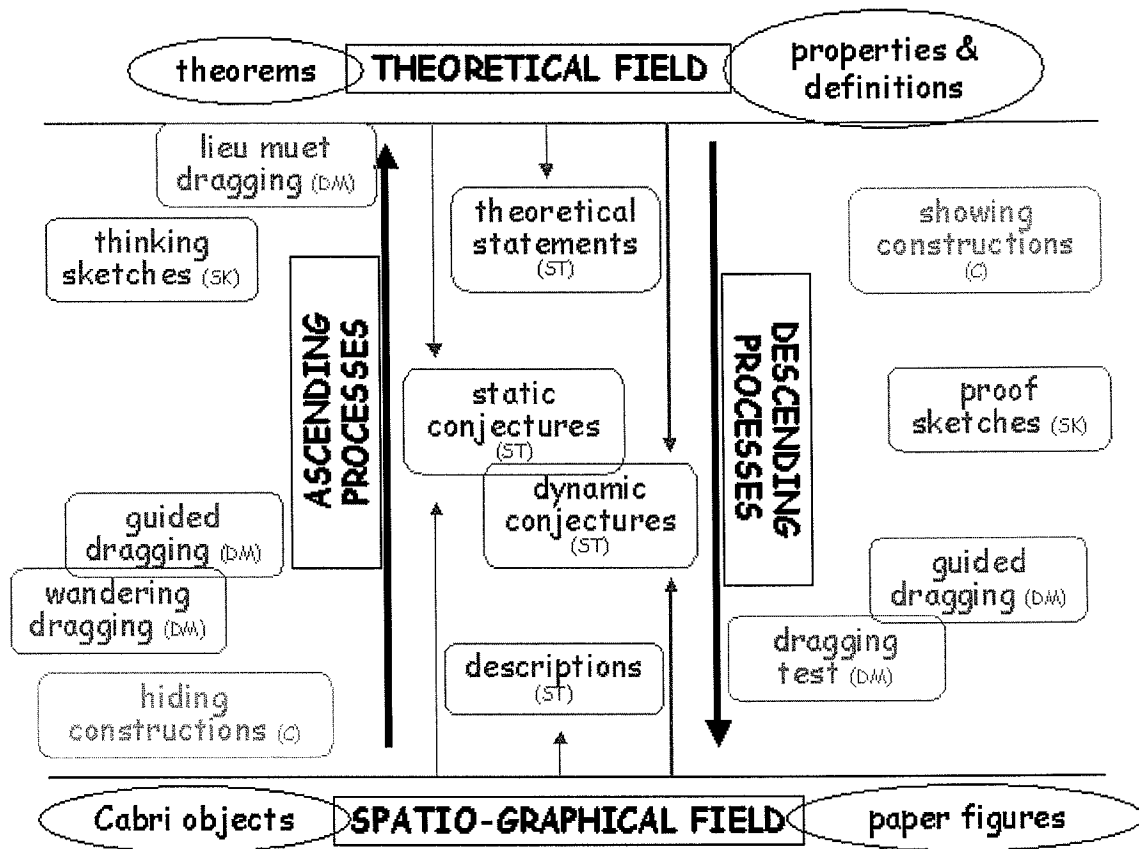 theorems
THEORETICAL FIELD
properties &
definitions
lieu muet
dragging (DM)
thinking
sketches (SK)
theoretical
statements
(ST)
showing
constructions
(C)
ASCENDING
PROCESSES
DESCENDING
PROCESSES
static
conjectures
(ST)
proof
sketches (SK)
dynamic
conjectures
(ST)
guided
dragging (DM)
wandering
dragging (DM)
guided
dragging (DM)
dragging
test (DM)
descriptions
(ST)
hiding
constructions (C)
Cabri objects
SPATIO-GRAPHICAL FIELD
paper figures